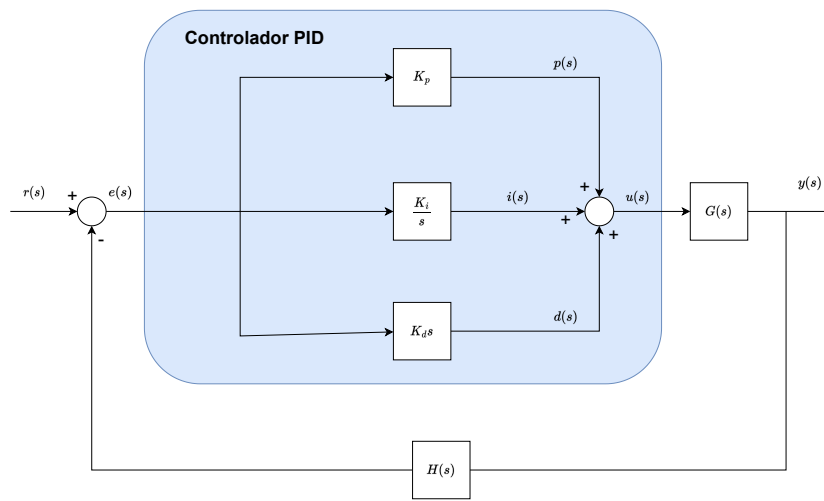 Controlador PID
K_p
p(s)
r(s)
+
e(s)
K_i
s
i(s)
+
+
u(s)
G(s)
y(s)
-
+
K_d s
d(s)
H(s)